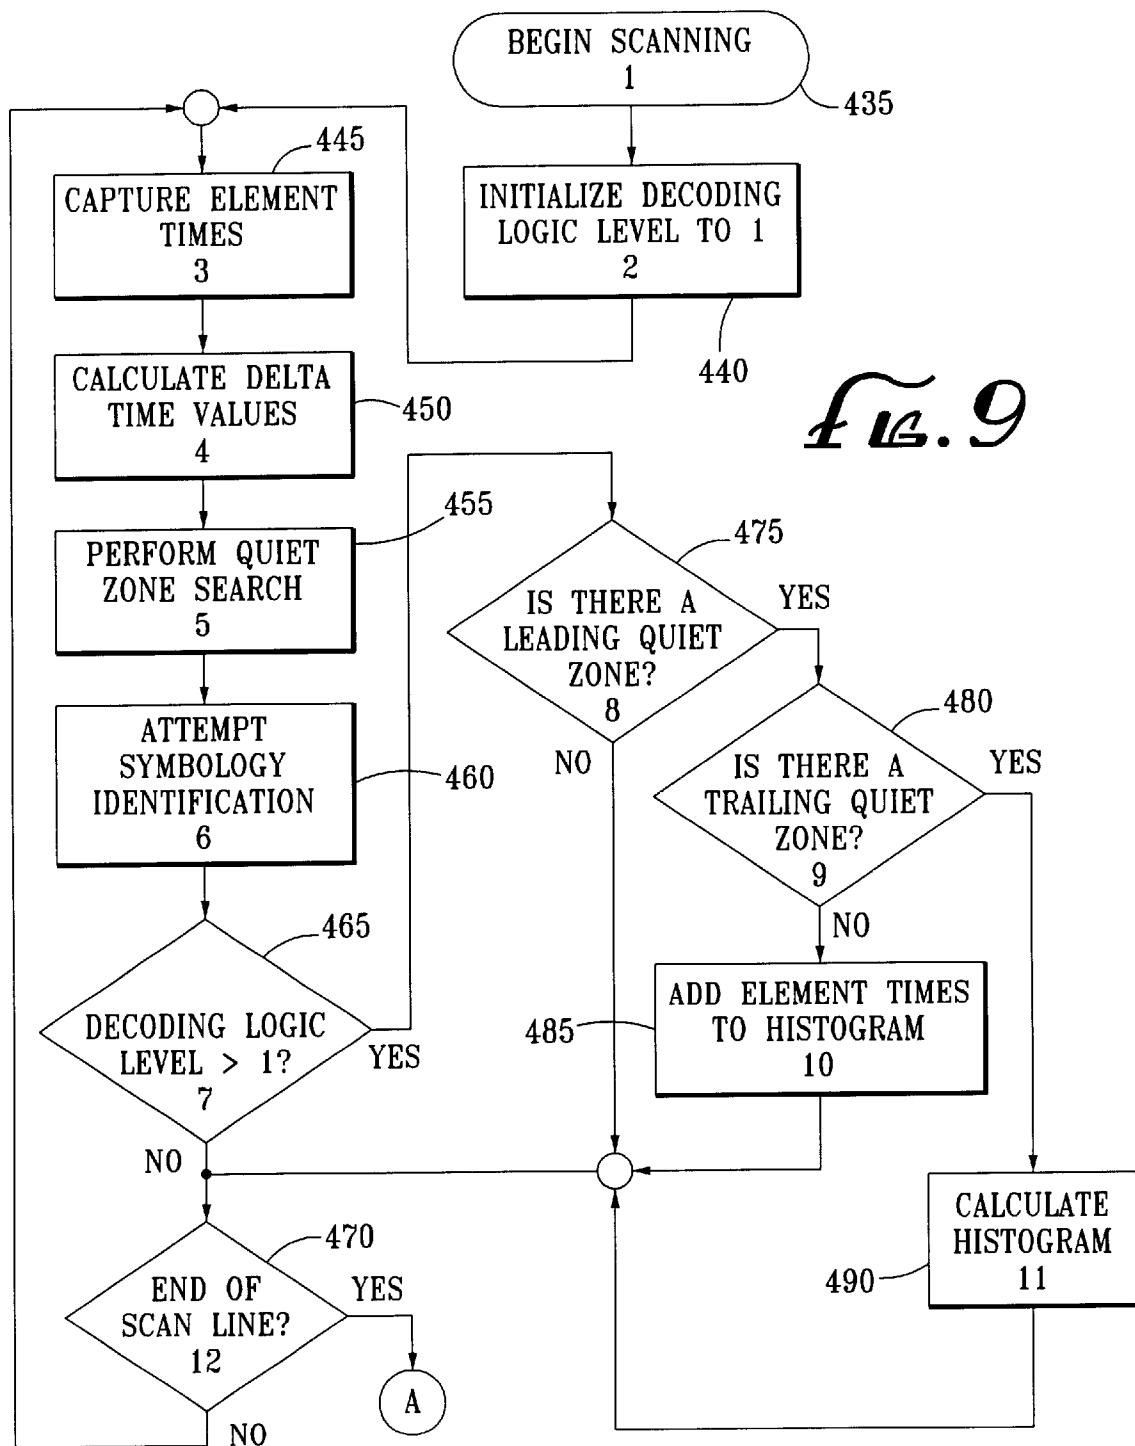 BEGIN SCANNING
1
435
INITIALIZE DECODING
LOGIC LEVEL TO 1
2
440
445
CAPTURE ELEMENT
TIMES
3
CALCULATE DELTA
TIME VALUES
4
450
FIG. 9
455
PERFORM QUIET
ZONE SEARCH
5
ATTEMPT
SYMBOLOGY
IDENTIFICATION
6
460
465
DECODING LOGIC
LEVEL > 1?
7
YES
NO
475
IS THERE A
LEADING QUIET
ZONE?
8
YES
NO
480
IS THERE A
TRAILING QUIET
ZONE?
9
YES
NO
485
ADD ELEMENT TIMES
TO HISTOGRAM
10
CALCULATE
HISTOGRAM
11
490
470
END OF
SCAN LINE?
12
YES
A
NO